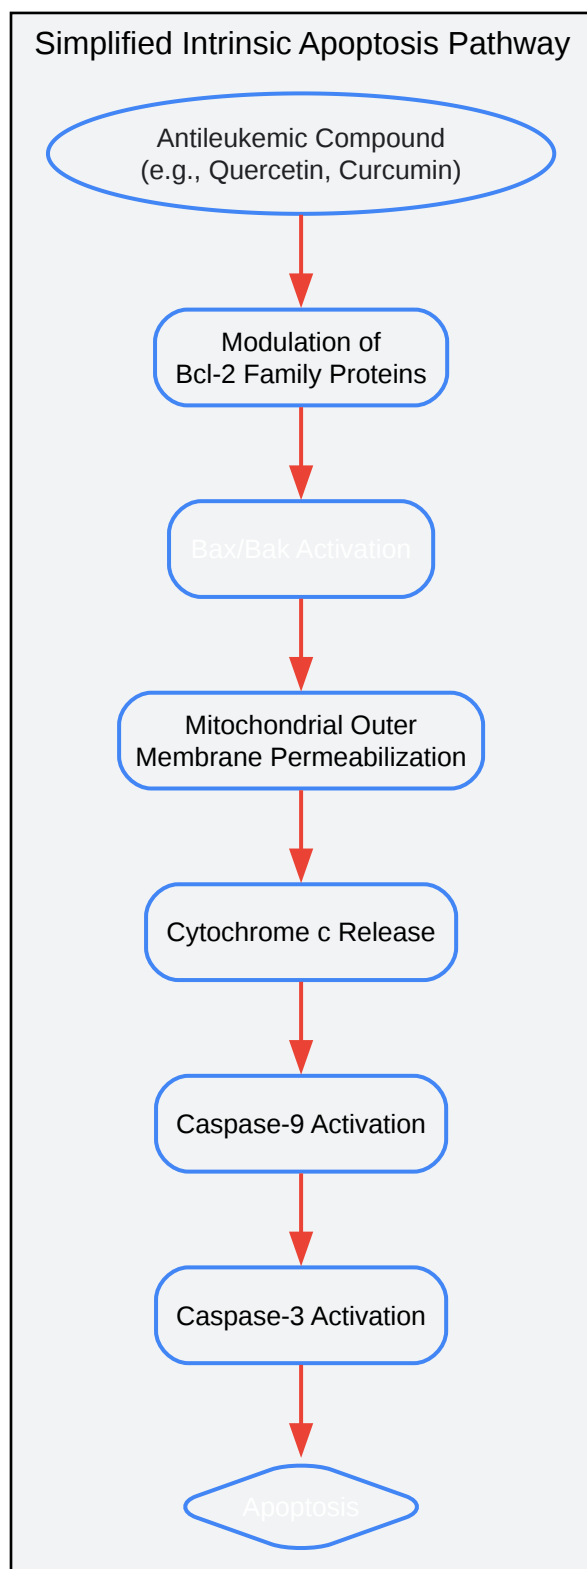 Simplified Intrinsic Apoptosis Pathway
Antileukemic Compound
(e.g., Quercetin, Curcumin)
Modulation of
Bcl-2 Family Proteins
Bax/Bak Activation
Mitochondrial Outer
Membrane Permeabilization
Cytochrome c Release
Caspase-9 Activation
Caspase-3 Activation
Apoptosis